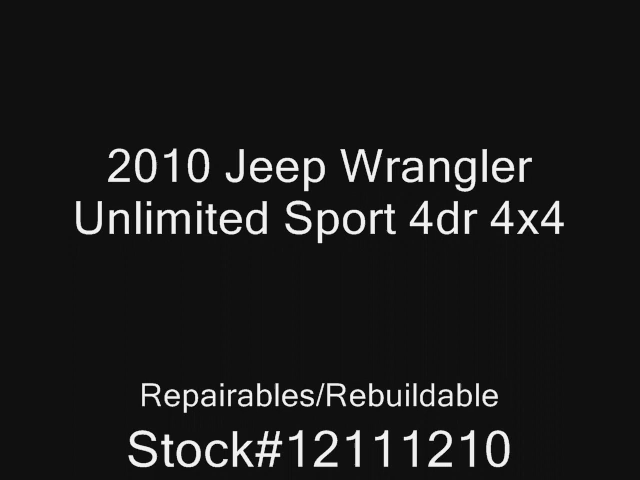 2010 Jeep Wrangler
Unlimited Sport 4dr 4x4
Repairables/Rebuildable
Stock#12111210